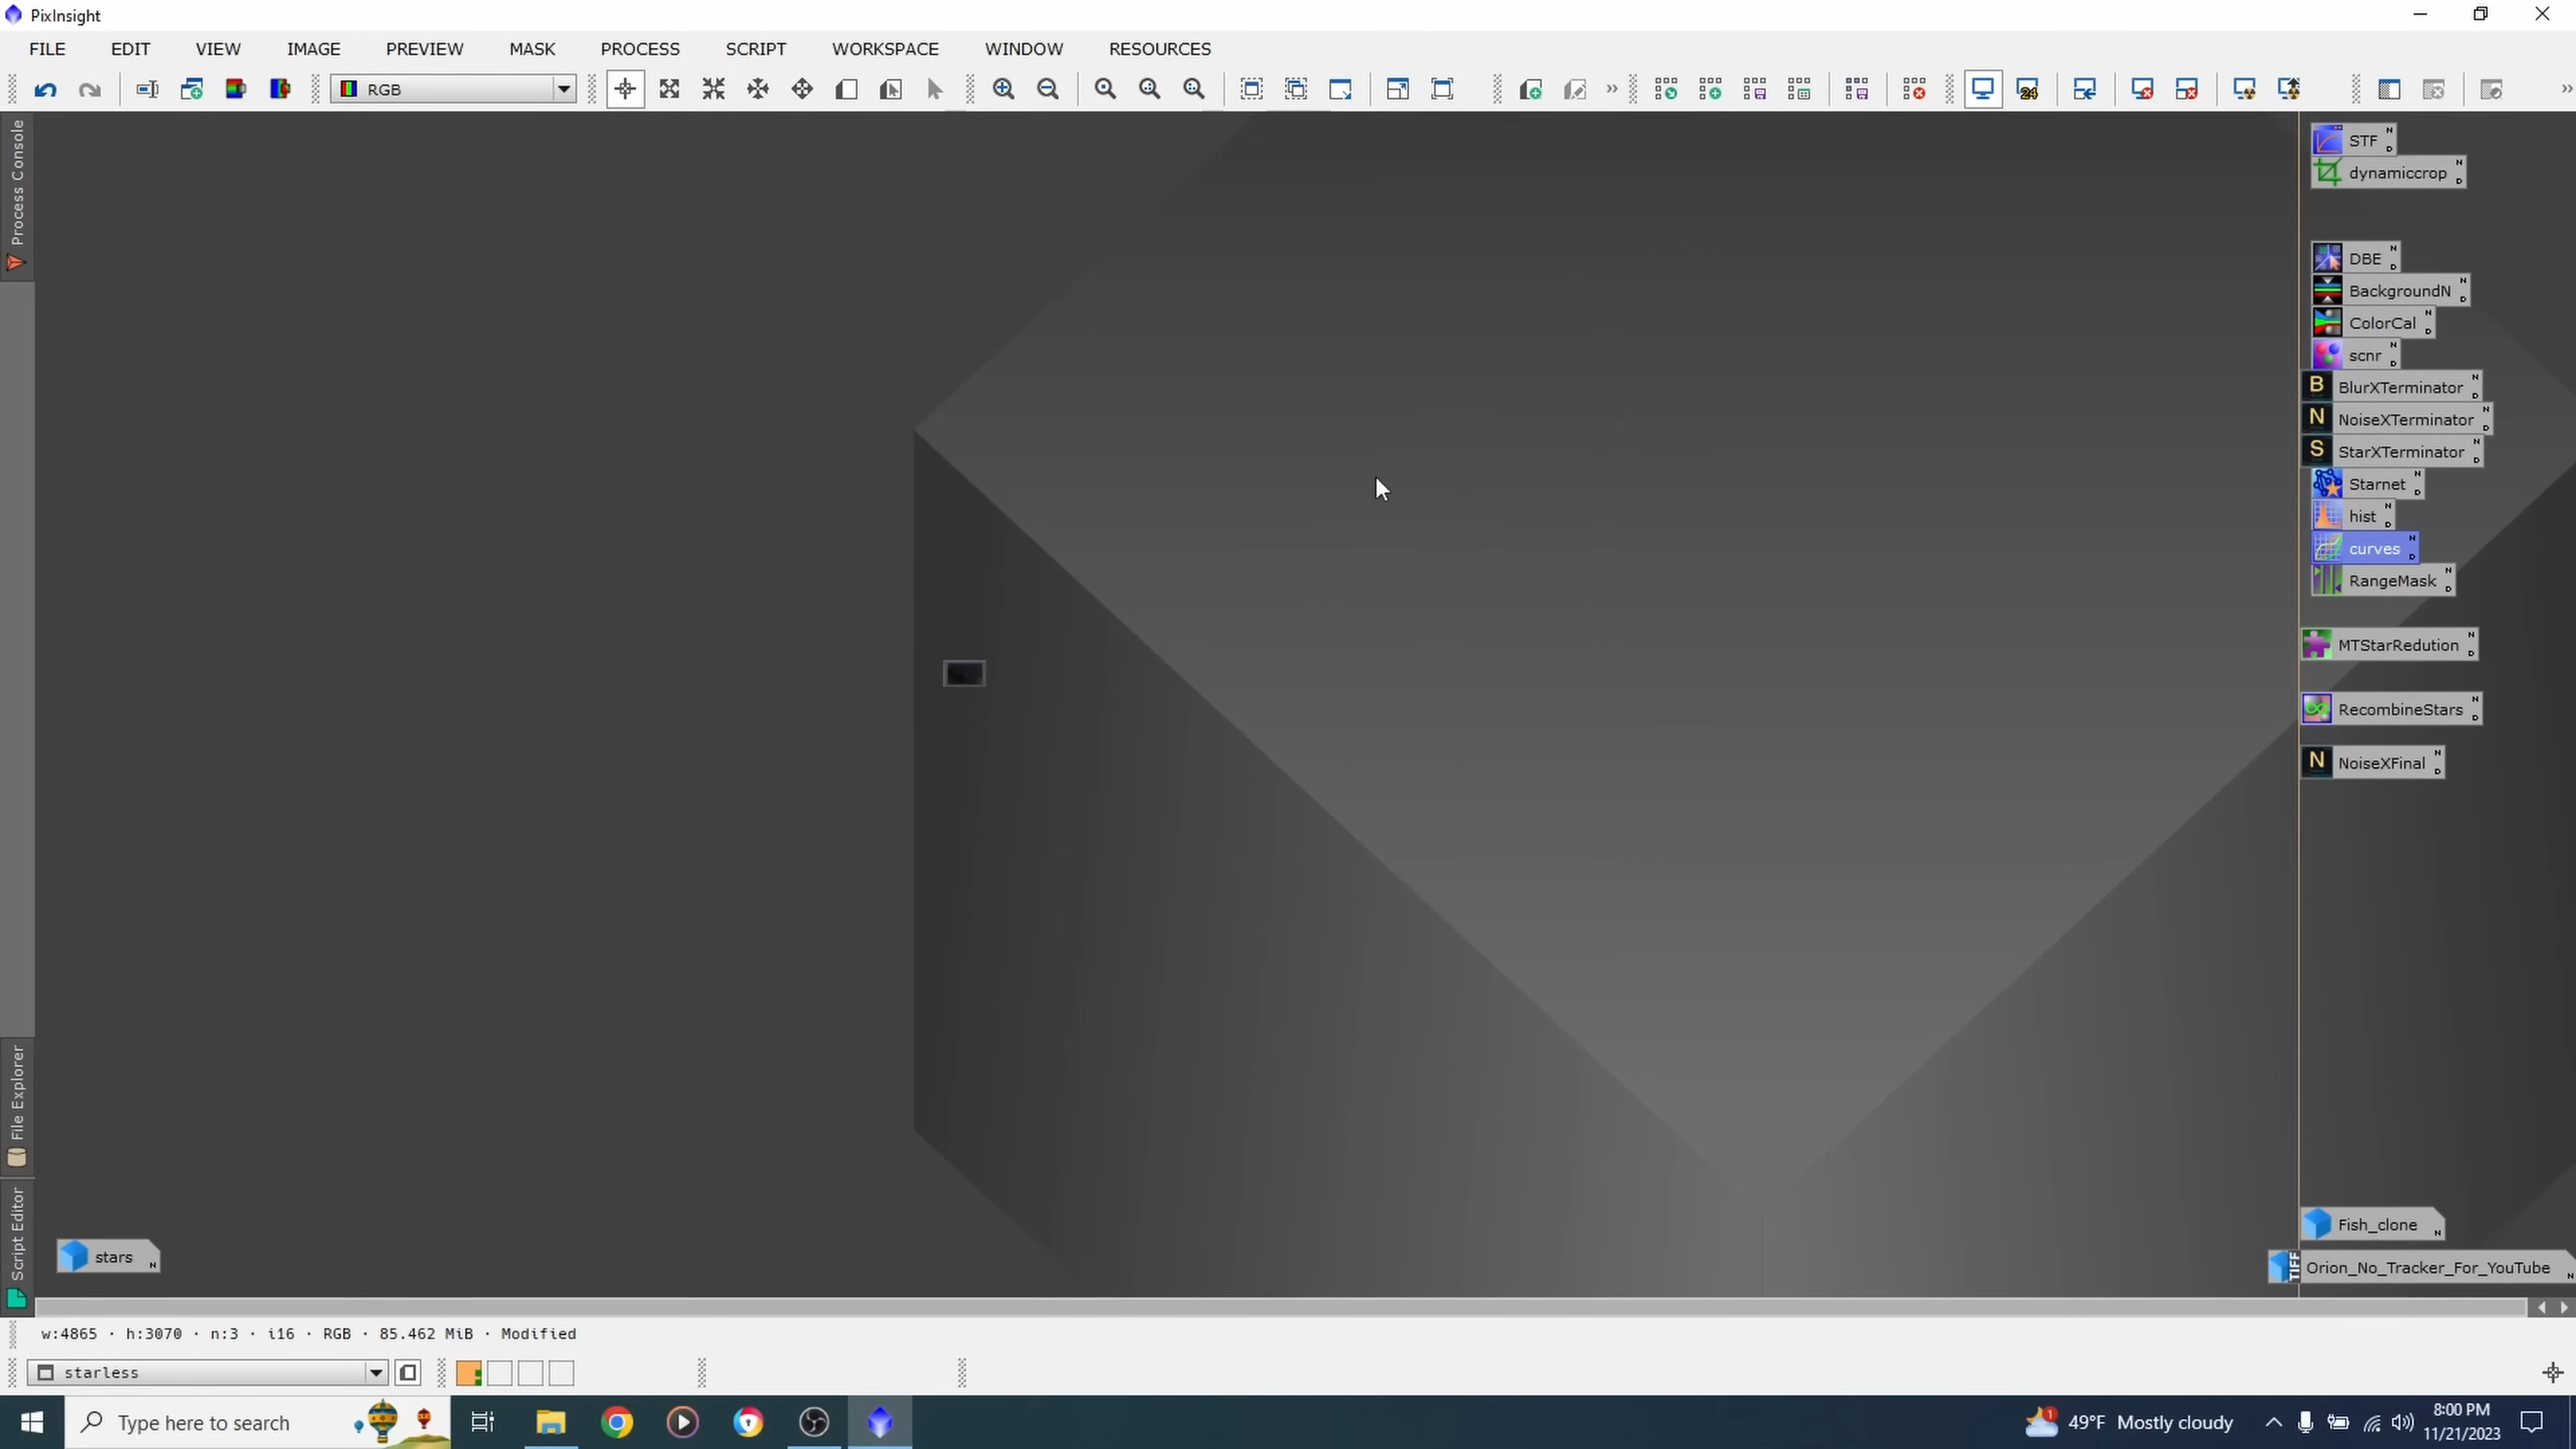 PixInsight
FILE EDIT VIEW IMAGE PREVIEW MASK PROCESS SCRIPT WORKSPACE WINDOW RESOURCES
RGB
24
Process Console
File Explorer
Script Editor
STF N D
dynamiccrop N D
DBE N D
BackgroundN N D
ColorCal N D
scnr N D
B BlurXTerminator N D
N NoiseXTerminator N D
S StarXTerminator N D
Starnet N D
hist N D
curves N D
RangeMask N D
MTStarRedution N D
RecombineStars N D
N NoiseXFinal N D
Fish_clone N
TIFF Orion_No_Tracker_For_YouTube N
stars N
w:4865 · h:3070 · n:3 · i16 · RGB · 85.462 MiB · Modified
starless
Type here to search
1 49°F Mostly cloudy
8:00 PM
11/21/2023